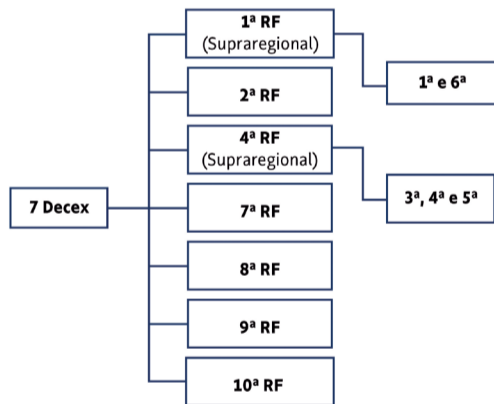 7 Decex
1ª RF
(Supraregional)
2ª RF
4ª RF
(Supraregional)
7ª RF
8ª RF
9ª RF
10ª RF
1ª e 6ª
3ª, 4ª e 5ª